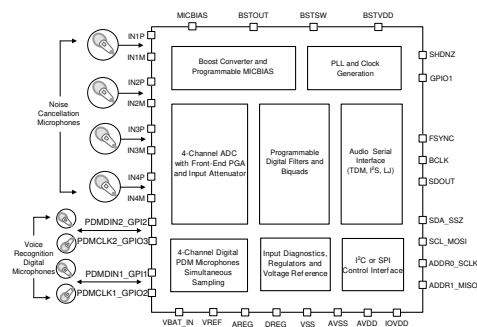 MICBIAS
BSTOUT
BSTSW
BSTVDD
IN1P
IN1M
IN2P
IN2M
IN3P
IN3M
IN4P
IN4M
PDMDIN2_GPI2
PDMCLK2_GPIO3
PDMDIN1_GPI1
PDMCLK1_GPIO2
Noise
Cancellation
Microphones
Voice
Recognition
Digital
Microphones
Boost Converter and
Programmable MICBIAS
PLL and Clock
Generation
4-Channel ADC
with Front-End PGA
and Input Attenuator
Programmable
Digital Filters and
Biquads
Audio Serial
Interface
(TDM, I²S, LJ)
4-Channel Digital
PDM Microphones
Simultaneous
Sampling
Input Diagnostics,
Regulators and
Voltage Reference
I²C or SPI
Control Interface
SHDNZ
GPIO1
FSYNC
BCLK
SDOUT
SDA_SSZ
SCL_MOSI
ADDR0_SCLK
ADDR1_MISO
VBAT_IN
VREF
AREG
DREG
VSS
AVSS
AVDD
IOVDD